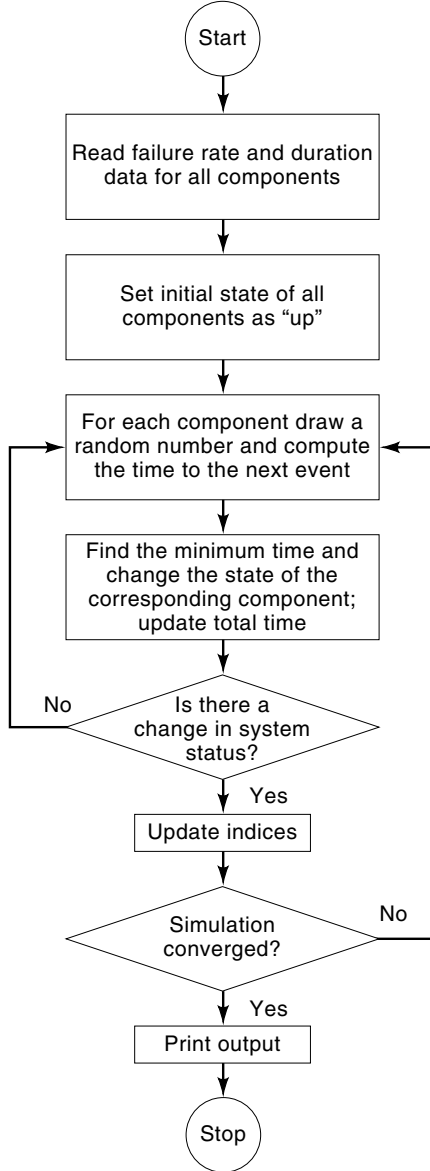 Start
Read failure rate and duration
data for all components
Set initial state of all
components as “up”
For each component draw a
random number and compute
the time to the next event
Find the minimum time and
change the state of the
corresponding component;
update total time
Is there a
change in system
status?
No
Yes
Update indices
Simulation
converged?
No
Yes
Print output
Stop